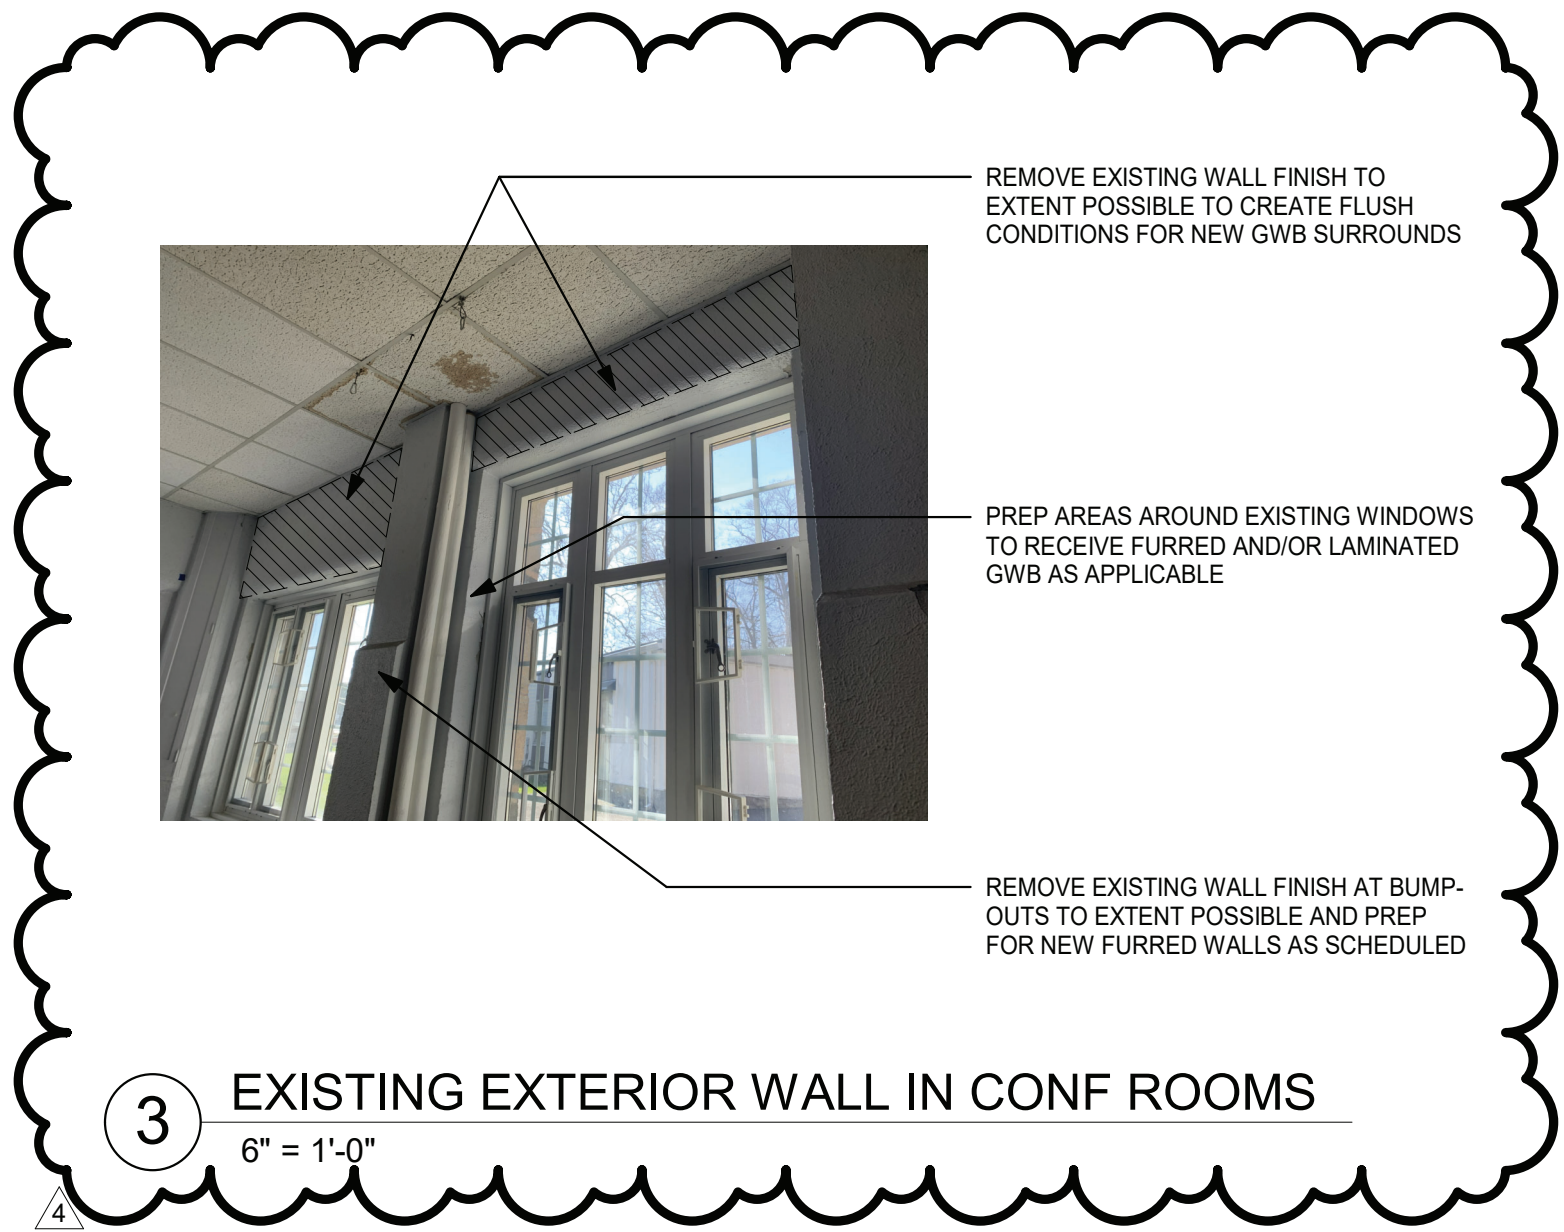 REMOVE EXISTING WALL FINISH TO
EXTENT POSSIBLE TO CREATE FLUSH
CONDITIONS FOR NEW GWB SURROUNDS
PREP AREAS AROUND EXISTING WINDOWS
TO RECEIVE FURRED AND/OR LAMINATED
GWB AS APPLICABLE
REMOVE EXISTING WALL FINISH AT BUMP-
OUTS TO EXTENT POSSIBLE AND PREP
FOR NEW FURRED WALLS AS SCHEDULED
3
EXISTING EXTERIOR WALL IN CONF ROOMS
6" = 1'-0"
4